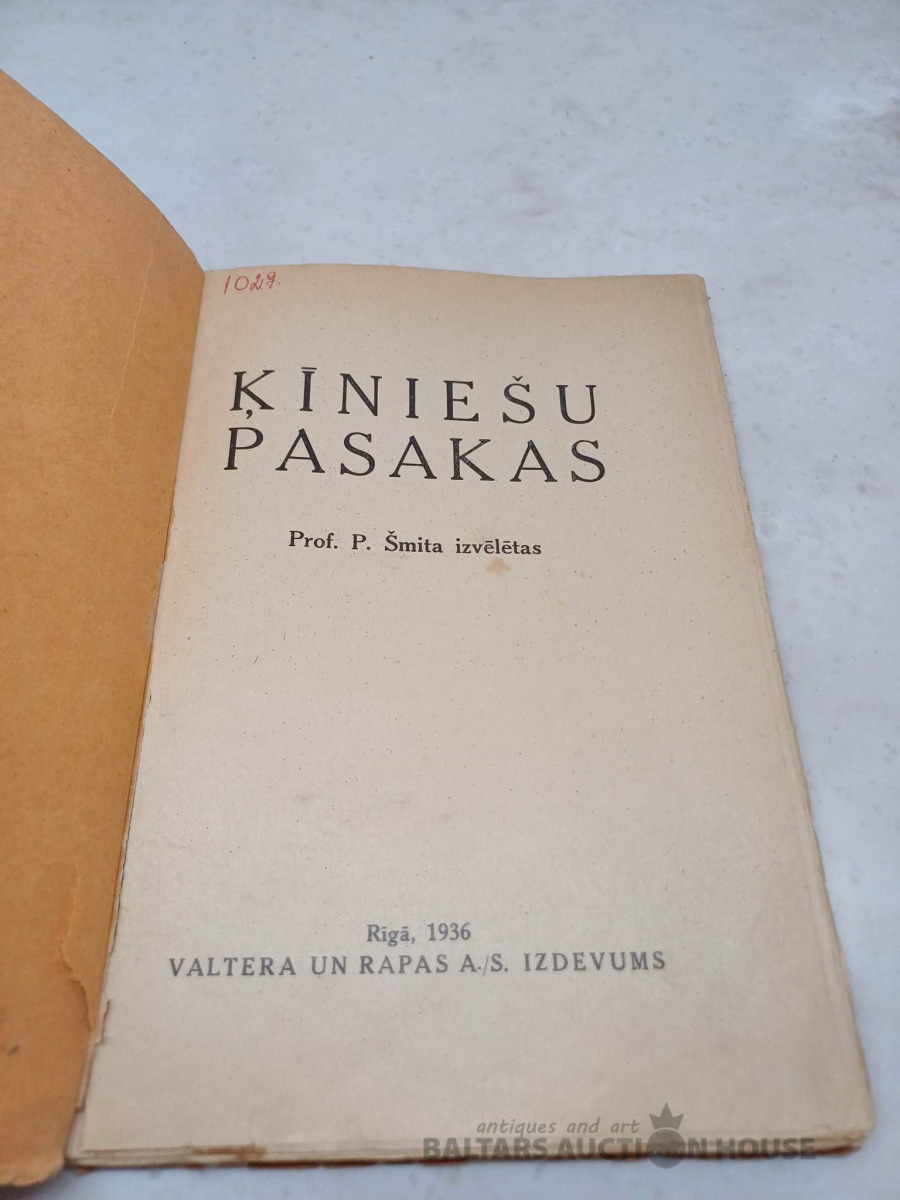 1029.
ĶĪNIEŠU
PASAKAS
Prof. P. Šmita izvēlētas
Rīgā, 1936
VALTERA UN RAPAS A./S. IZDEVUMS
antiques and art
BALTARS AUCTION HOUSE